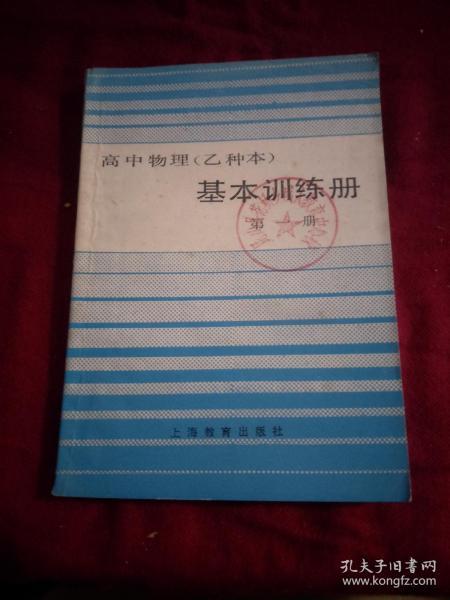 高中物理(乙种本)
基本训练册
第一册
上海教育出版社
孔夫子旧书网
www.kongfz.com